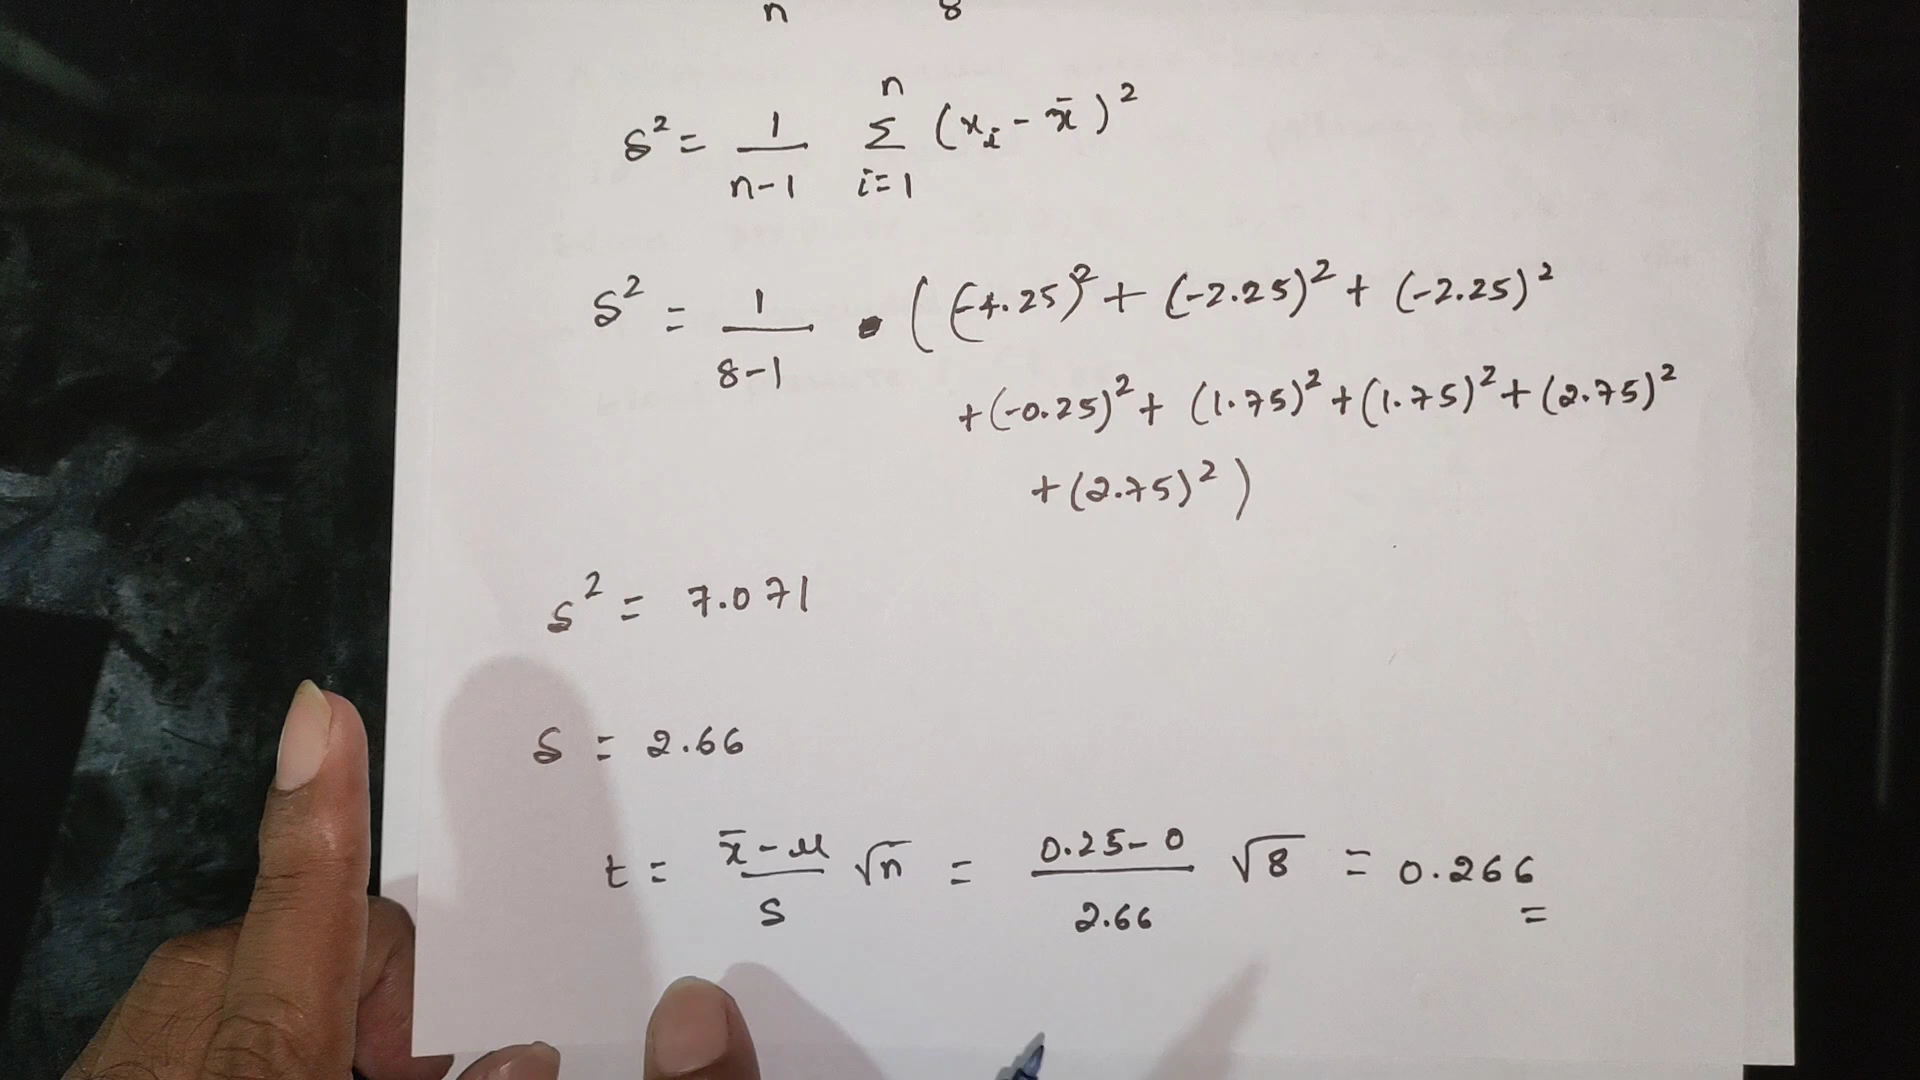 n 8
s² = 1/(n-1) Σ_{i=1}^{n} (x_i - x̄)²
s² = 1/(8-1) · ((-4.25)² + (-2.25)² + (-2.25)²
+ (-0.25)² + (1.75)² + (1.75)² + (2.75)²
+ (2.75)²)
s² = 7.071
s = 2.66
t = (x̄ - μ)/s √n = (0.25 - 0)/2.66 √8 = 0.266